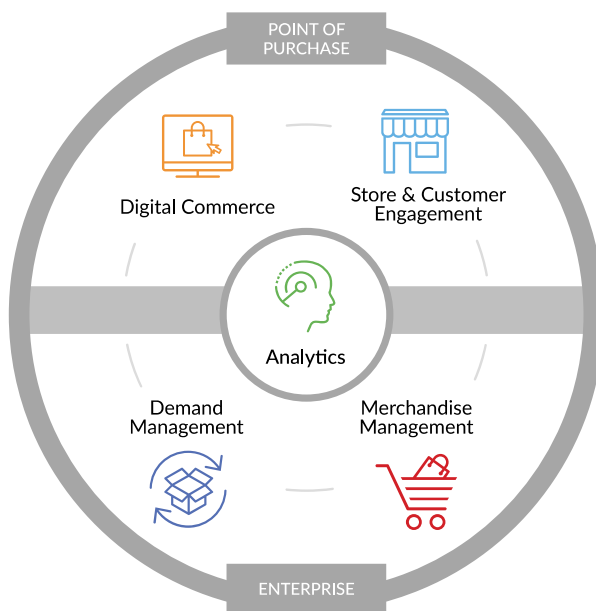 POINT OF
PURCHASE
Digital Commerce
Store & Customer
Engagement
Analytics
Demand
Management
Merchandise
Management
ENTERPRISE